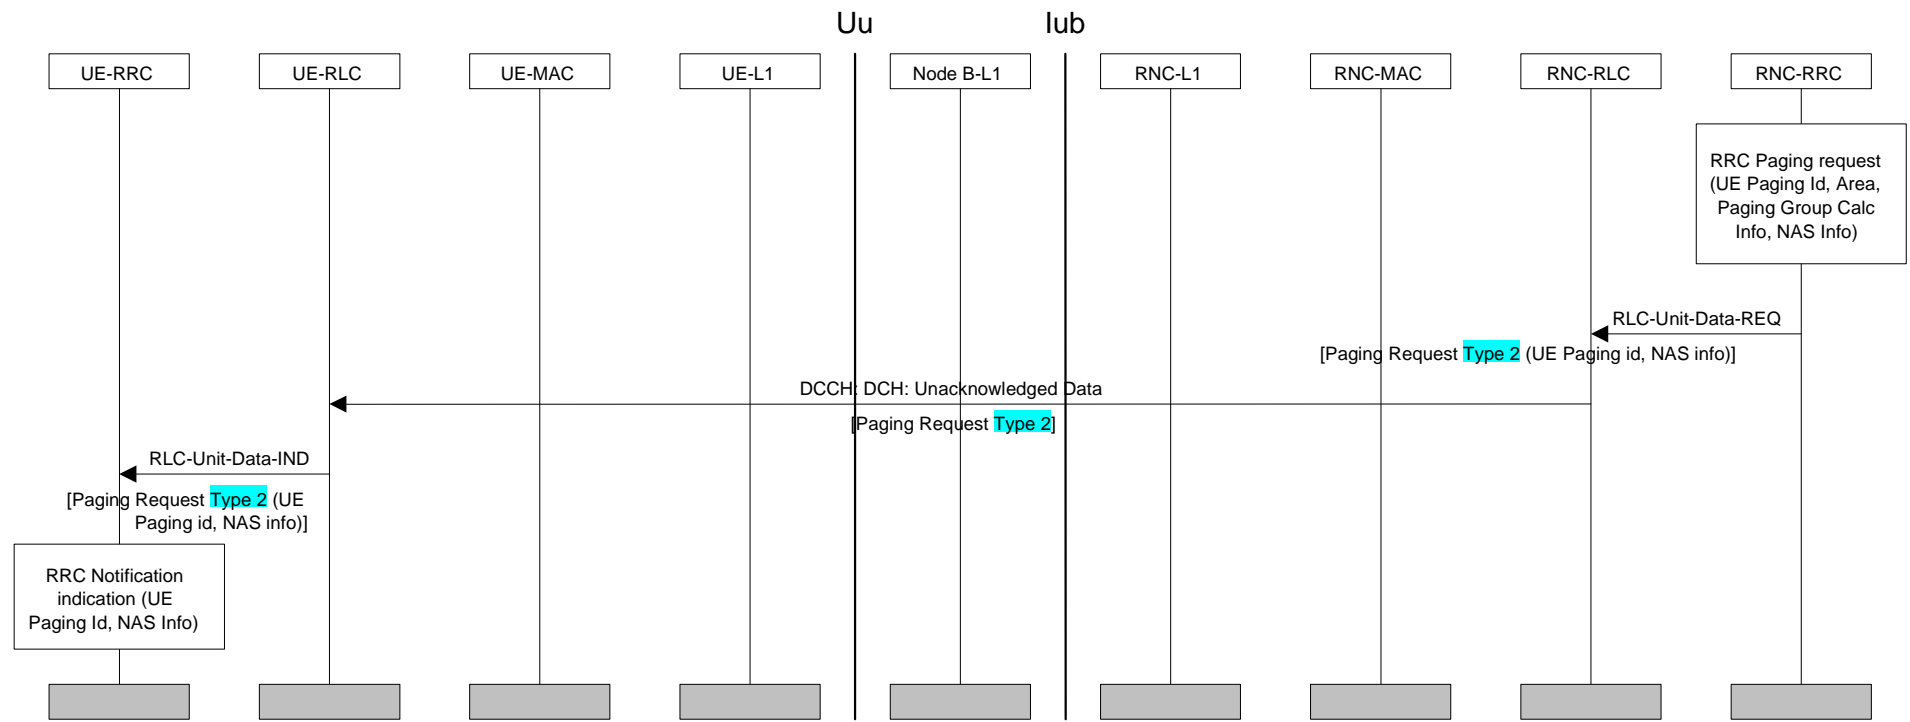 Uu
Iub
UE-RRC
UE-RLC
UE-MAC
UE-L1
Node B-L1
RNC-L1
RNC-MAC
RNC-RLC
RNC-RRC
RRC Paging request
(UE Paging Id, Area,
Paging Group Calc
Info, NAS Info)
RLC-Unit-Data-REQ
[Paging Request Type 2 (UE Paging id, NAS info)]
DCCH: DCH: Unacknowledged Data
[Paging Request Type 2]
RLC-Unit-Data-IND
[Paging Request Type 2 (UE
Paging id, NAS info)]
RRC Notification
indication (UE
Paging Id, NAS Info)